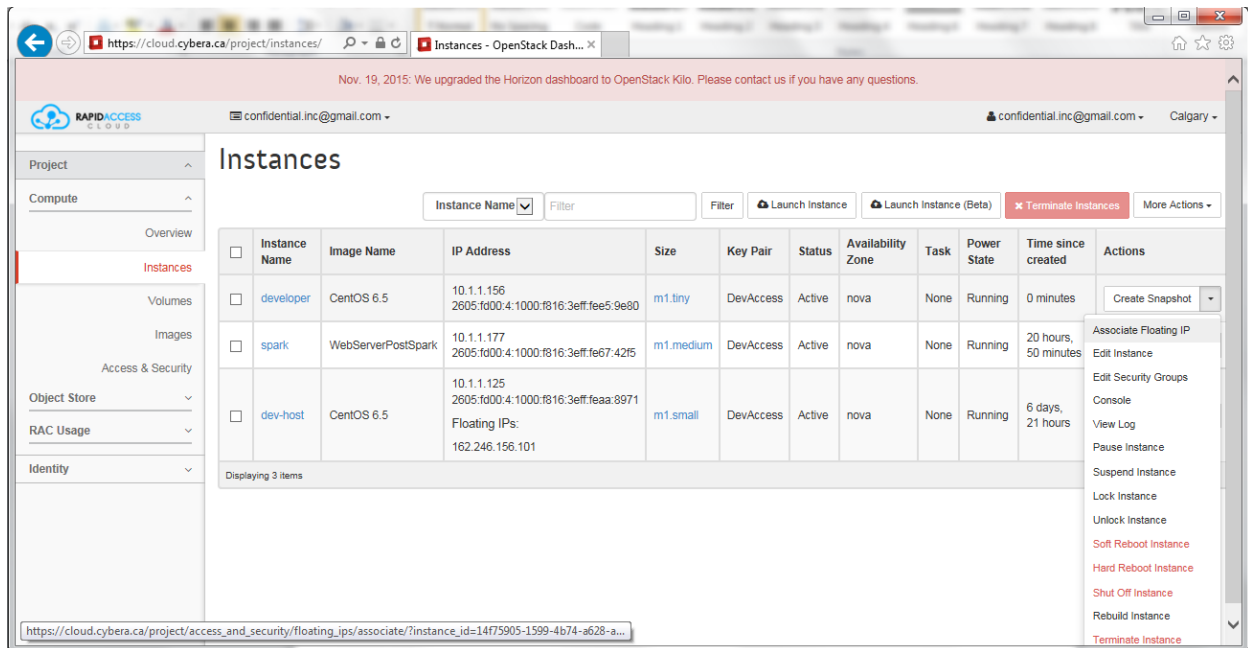 https://cloud.cybera.ca/project/instances/
Instances - OpenStack Dash...
Nov. 19, 2015: We upgraded the Horizon dashboard to OpenStack Kilo. Please contact us if you have any questions.
RAPIDACCESS
CLOUD
confidential.inc@gmail.com
confidential.inc@gmail.com
Calgary
Project
Compute
Overview
Instances
Volumes
Images
Access & Security
Object Store
RAC Usage
Identity
Instances
Instance Name Filter Filter Launch Instance Launch Instance (Beta) Terminate Instances More Actions
Instance Name Image Name IP Address Size Key Pair Status Availability Zone Task Power State Time since created Actions
developer CentOS 6.5 10.1.1.156 2605:fd00:4:1000:f816:3eff:fee5:9e80 m1.tiny DevAccess Active nova None Running 0 minutes Create Snapshot
spark WebServerPostSpark 10.1.1.177 2605:fd00:4:1000:f816:3eff:fe67:42f5 m1.medium DevAccess Active nova None Running 20 hours, 50 minutes
dev-host CentOS 6.5 10.1.1.125 2605:fd00:4:1000:f816:3eff:feaa:8971 Floating IPs: 162.246.156.101 m1.small DevAccess Active nova None Running 6 days, 21 hours
Displaying 3 items
Associate Floating IP
Edit Instance
Edit Security Groups
Console
View Log
Pause Instance
Suspend Instance
Lock Instance
Unlock Instance
Soft Reboot Instance
Hard Reboot Instance
Shut Off Instance
Rebuild Instance
Terminate Instance
https://cloud.cybera.ca/project/access_and_security/floating_ips/associate/?instance_id=14f75905-1599-4b74-a628-a...